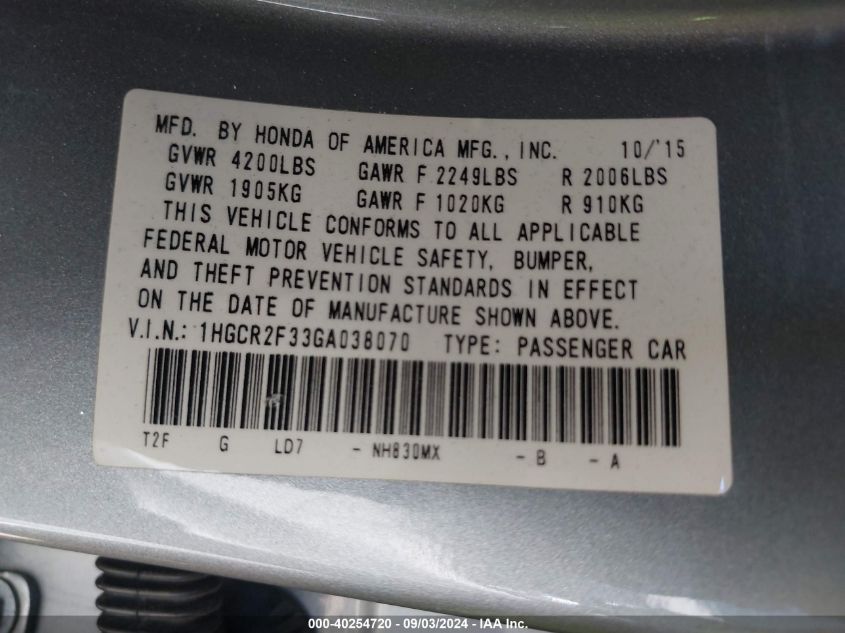 MFD. BY HONDA OF AMERICA MFG., INC. 10/'15
GVWR 4200LBS GAWR F 2249LBS R 2006LBS
GVWR 1905KG GAWR F 1020KG R 910KG
THIS VEHICLE CONFORMS TO ALL APPLICABLE
FEDERAL MOTOR VEHICLE SAFETY, BUMPER,
AND THEFT PREVENTION STANDARDS IN EFFECT
ON THE DATE OF MANUFACTURE SHOWN ABOVE.
V.I.N.: 1HGCR2F33GA038070 TYPE: PASSENGER CAR
T2F G LD7 - NH830MX - B - A
000-40254720 - 09/03/2024 - IAA Inc.